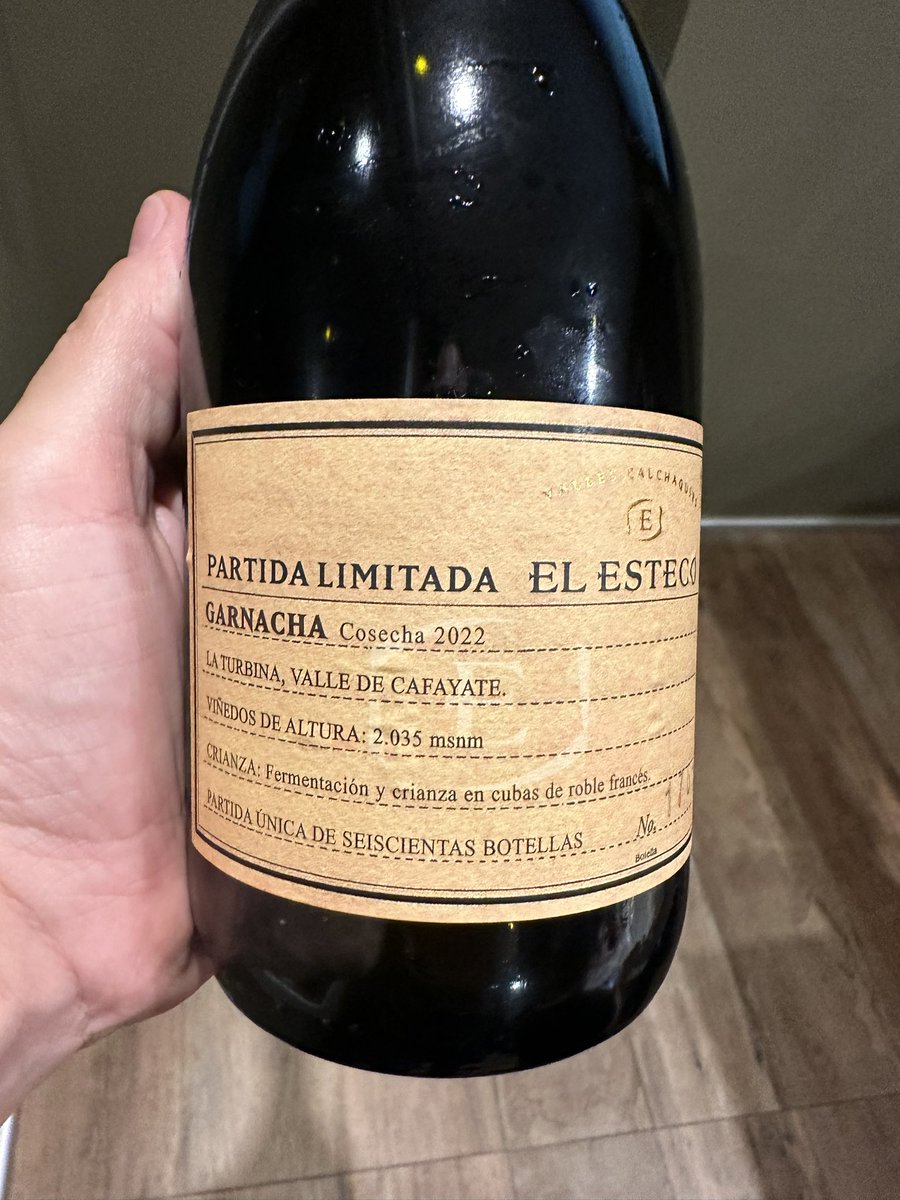 VALLES CALCHAQUÍES
E
PARTIDA LIMITADA EL ESTECO
GARNACHA Cosecha 2022
LA TURBINA, VALLE DE CAFAYATE.
VIÑEDOS DE ALTURA: 2.035 msnm
CRIANZA: Fermentación y crianza en cubas de roble francés.
PARTIDA ÚNICA DE SEISCIENTAS BOTELLAS No.
Botella